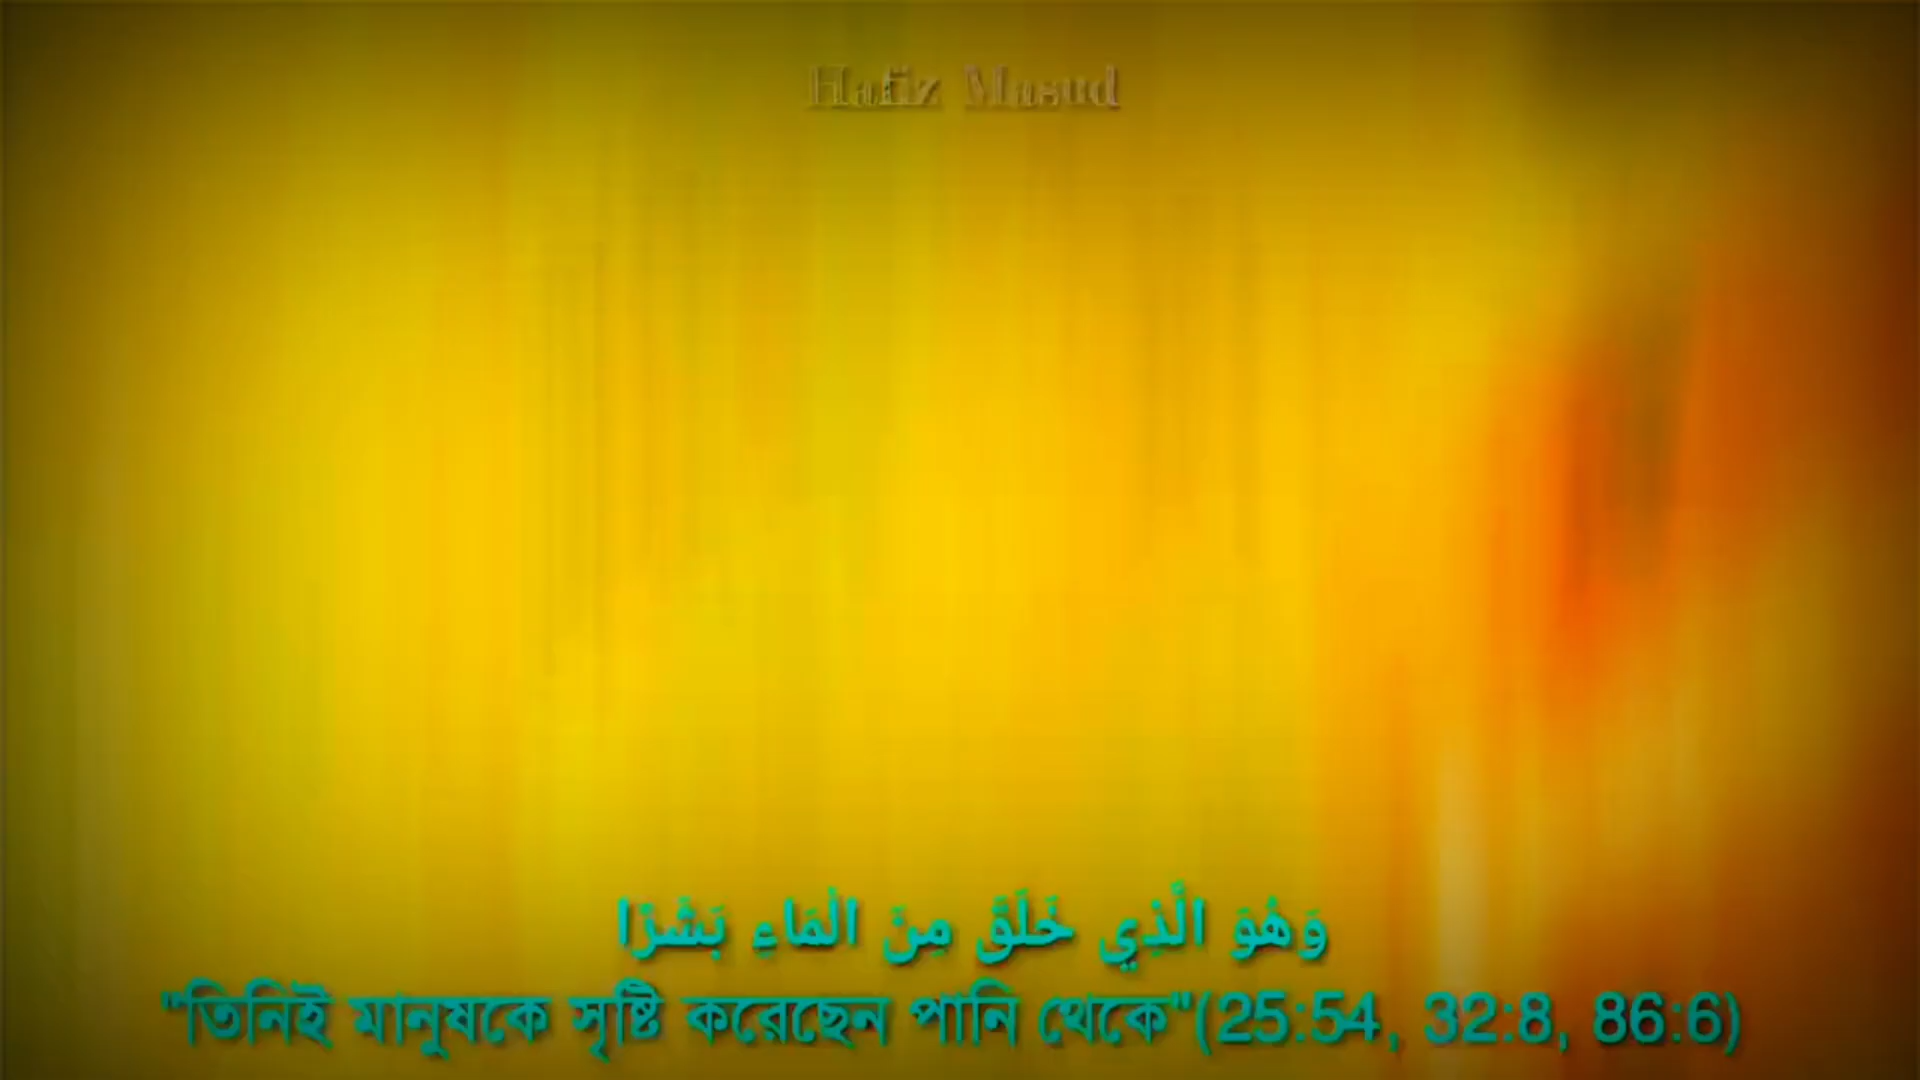 Hafiz Masud
وَهُوَ الَّذِي خَلَقَ مِنَ الْمَاءِ بَشَرًا
"তিনিই মানুষকে সৃষ্টি করেছেন পানি থেকে"(25:54, 32:8, 86:6)